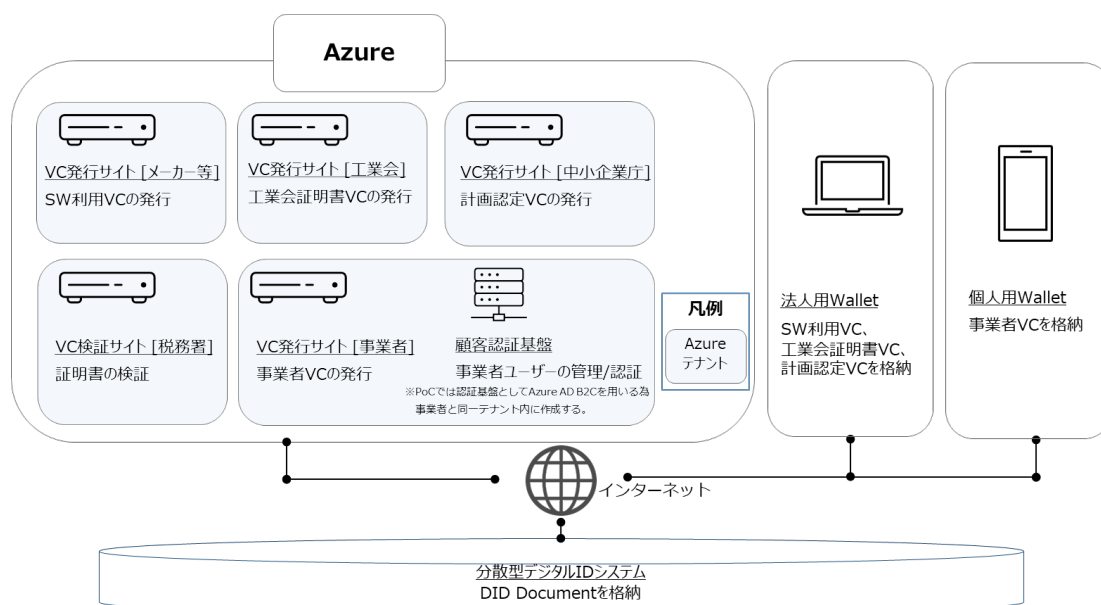 Azure
VC発行サイト [メーカー等]
SW利用VCの発行
VC発行サイト [工業会]
工業会証明書VCの発行
VC発行サイト [中小企業庁]
計画認定VCの発行
VC検証サイト [税務署]
証明書の検証
VC発行サイト [事業者]
事業者VCの発行
顧客認証基盤
事業者ユーザーの管理/認証
※PoCでは認証基盤としてAzure AD B2Cを用いる為
事業者と同一テナント内に作成する。
凡例
Azure
テナント
法人用Wallet
SW利用VC、
工業会証明書VC、
計画認定VCを格納
個人用Wallet
事業者VCを格納
インターネット
分散型デジタルIDシステム
DID Documentを格納